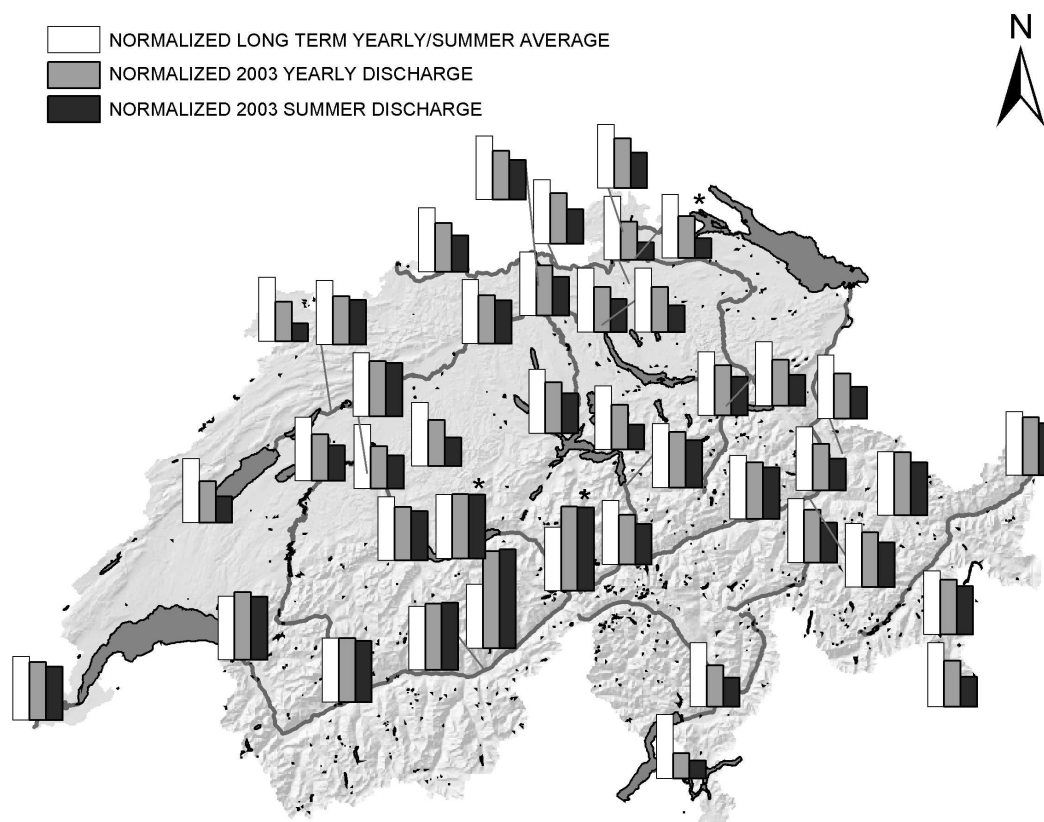 N
NORMALIZED LONG TERM YEARLY/SUMMER AVERAGE
NORMALIZED 2003 YEARLY DISCHARGE
NORMALIZED 2003 SUMMER DISCHARGE
*
*
*